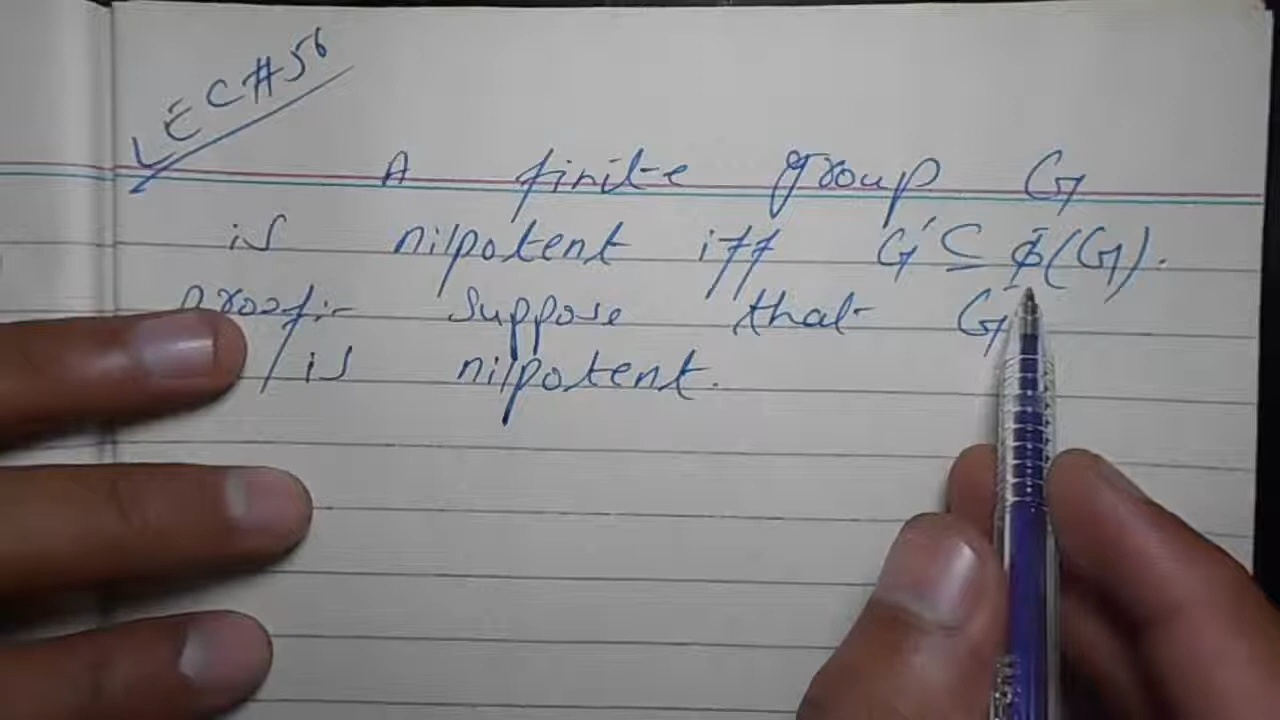 LEC#56
A finite group G
is nilpotent iff G' ⊆ Φ(G).
proof:- Suppose that G
is nilpotent.